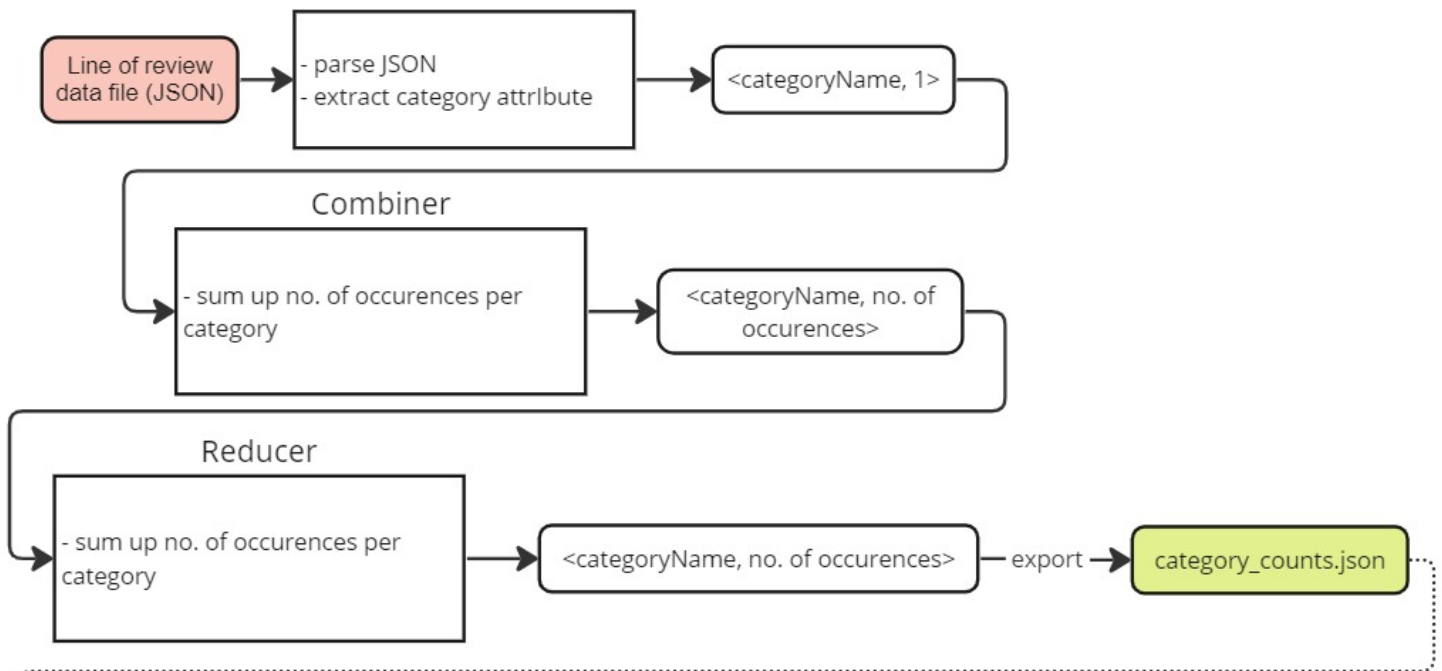 Line of review
data file (JSON)
- parse JSON
- extract category attrIbute
<categoryName, 1>
Combiner
- sum up no. of occurences per
category
<categoryName, no. of
occurences>
Reducer
- sum up no. of occurences per
category
<categoryName, no. of occurences>
export
category_counts.json